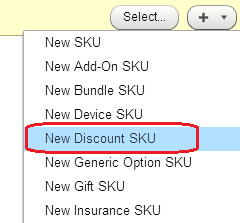 Select...
New SKU
New Add-On SKU
New Bundle SKU
New Device SKU
New Discount SKU
New Generic Option SKU
New Gift SKU
New Insurance SKU